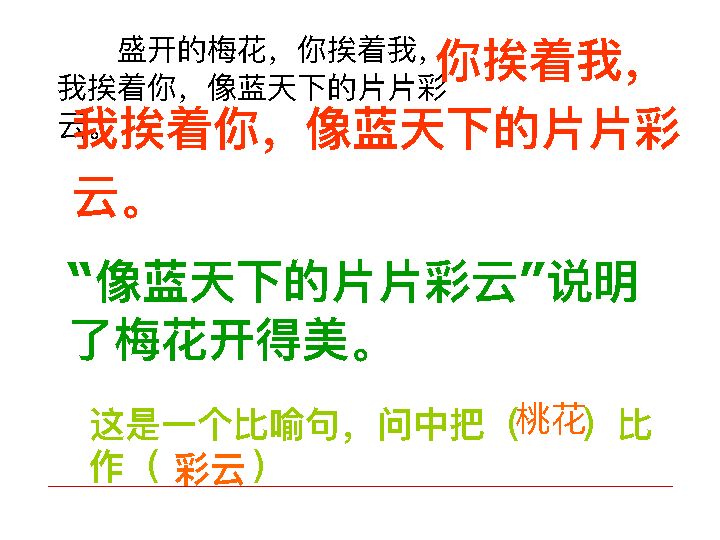 盛开的梅花，你挨着我，
我挨着你，像蓝天下的片片彩
云。
你挨着我，
我挨着你，像蓝天下的片片彩
云。
“像蓝天下的片片彩云”说明
了梅花开得美。
这是一个比喻句，问中把（桃花）比
作（彩云）